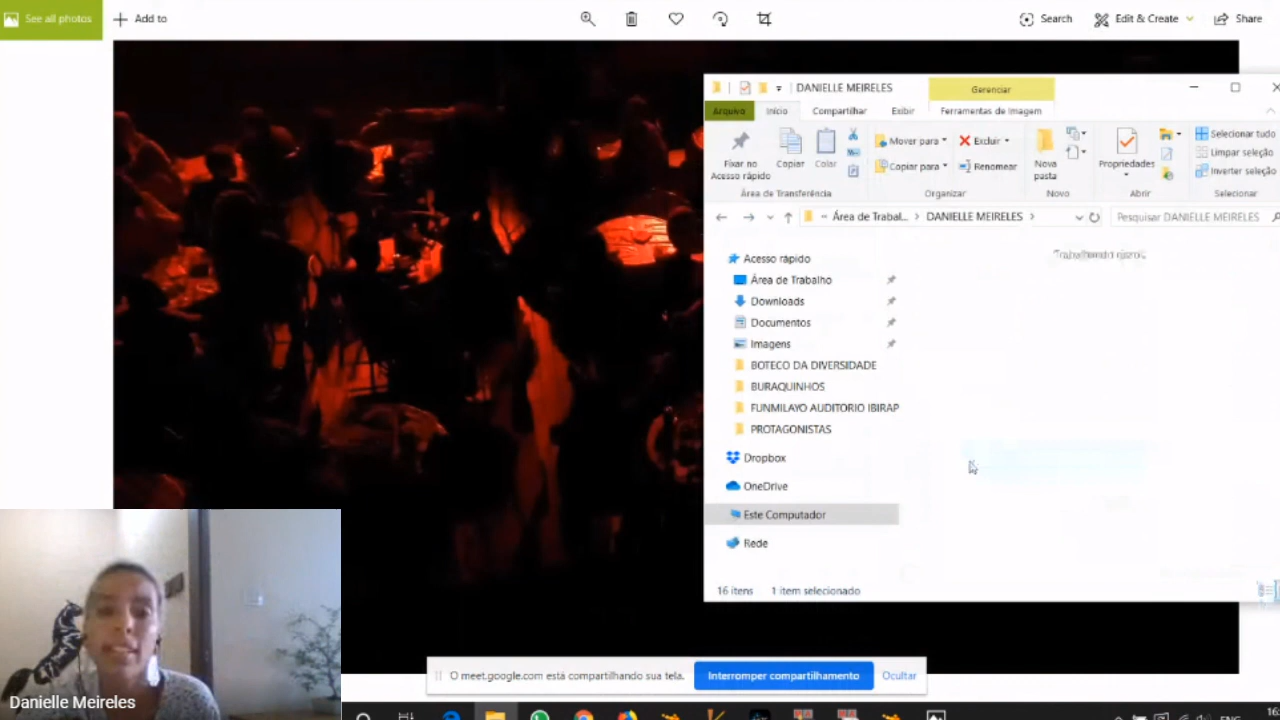 See all photos
Add to
Search
Edit & Create
Share
DANIELLE MEIRELES
Gerenciar
Arquivo
Início
Compartilhar
Exibir
Ferramentas de Imagem
Fixar no
Acesso rápido
Copiar
Colar
Mover para
Copiar para
Excluir
Renomear
Nova
pasta
Propriedades
Selecionar tudo
Limpar seleção
Inverter seleção
Área de Transferência
Organizar
Novo
Abrir
Selecionar
Área de Trabal...
DANIELLE MEIRELES
Pesquisar DANIELLE MEIRELES
Trabalhando nisso...
Acesso rápido
Área de Trabalho
Downloads
Documentos
Imagens
BOTECO DA DIVERSIDADE
BURAQUINHOS
FUNMILAYO AUDITORIO IBIRAP
PROTAGONISTAS
Dropbox
OneDrive
Este Computador
Rede
16 itens
1 item selecionado
O meet.google.com está compartilhando sua tela.
Interromper compartilhamento
Ocultar
Danielle Meireles